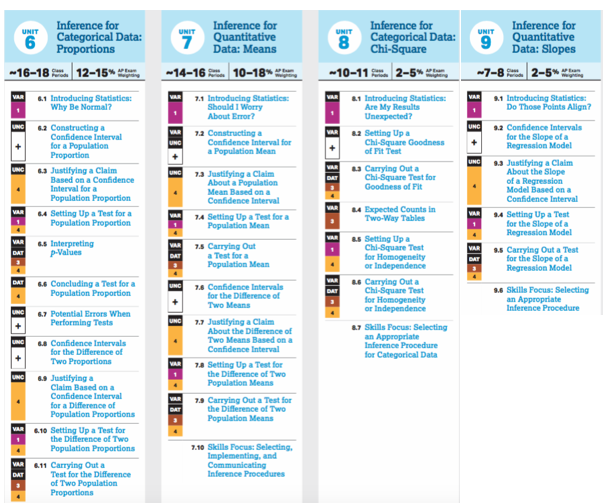 UNIT
6
Inference for
Categorical Data:
Proportions
~16–18 Class Periods
12–15% AP Exam Weighting
VAR
1
6.1 Introducing Statistics:
Why Be Normal?
UNC
+
6.2 Constructing a
Confidence Interval
for a Population
Proportion
UNC
4
6.3 Justifying a Claim
Based on a Confidence
Interval for a
Population Proportion
VAR
1
4
6.4 Setting Up a Test for a
Population Proportion
VAR
DAT
3
4
6.5 Interpreting
p-Values
DAT
4
6.6 Concluding a Test for a
Population Proportion
UNC
+
6.7 Potential Errors When
Performing Tests
UNC
+
6.8 Confidence Intervals
for the Difference of
Two Proportions
UNC
4
6.9 Justifying a
Claim Based on a
Confidence Interval
for a Difference of
Population Proportions
VAR
1
4
6.10 Setting Up a Test for
the Difference of Two
Population Proportions
VAR
DAT
3
4
6.11 Carrying Out a
Test for the Difference
of Two Population
Proportions
UNIT
7
Inference for
Quantitative
Data: Means
~14–16 Class Periods
10–18% AP Exam Weighting
VAR
1
7.1 Introducing Statistics:
Should I Worry
About Error?
VAR
UNC
+
7.2 Constructing a
Confidence Interval for
a Population Mean
UNC
4
7.3 Justifying a Claim
About a Population
Mean Based on a
Confidence Interval
VAR
1
4
7.4 Setting Up a Test for a
Population Mean
VAR
DAT
3
4
7.5 Carrying Out
a Test for a
Population Mean
UNC
+
7.6 Confidence Intervals
for the Difference of
Two Means
UNC
4
7.7 Justifying a Claim
About the Difference of
Two Means Based on a
Confidence Interval
VAR
1
4
7.8 Setting Up a Test for
the Difference of Two
Population Means
VAR
DAT
3
4
7.9 Carrying Out a Test for
the Difference of Two
Population Means
7.10 Skills Focus: Selecting,
Implementing, and
Communicating
Inference Procedures
UNIT
8
Inference for
Categorical Data:
Chi-Square
~10–11 Class Periods
2–5% AP Exam Weighting
VAR
1
8.1 Introducing Statistics:
Are My Results
Unexpected?
VAR
+
8.2 Setting Up a
Chi-Square Goodness
of Fit Test
VAR
DAT
3
4
8.3 Carrying Out a
Chi-Square Test for
Goodness of Fit
VAR
3
8.4 Expected Counts in
Two-Way Tables
VAR
1
4
8.5 Setting Up a
Chi-Square Test
for Homogeneity
or Independence
VAR
DAT
3
4
8.6 Carrying Out a
Chi-Square Test
for Homogeneity
or Independence
8.7 Skills Focus: Selecting
an Appropriate
Inference Procedure
for Categorical Data
UNIT
9
Inference for
Quantitative
Data: Slopes
~7–8 Class Periods
2–5% AP Exam Weighting
VAR
1
9.1 Introducing Statistics:
Do Those Points Align?
UNC
+
9.2 Confidence Intervals
for the Slope of a
Regression Model
UNC
4
9.3 Justifying a Claim
About the Slope
of a Regression
Model Based on a
Confidence Interval
VAR
1
4
9.4 Setting Up a Test
for the Slope of a
Regression Model
VAR
DAT
3
4
9.5 Carrying Out a Test
for the Slope of a
Regression Model
9.6 Skills Focus: Selecting
an Appropriate
Inference Procedure